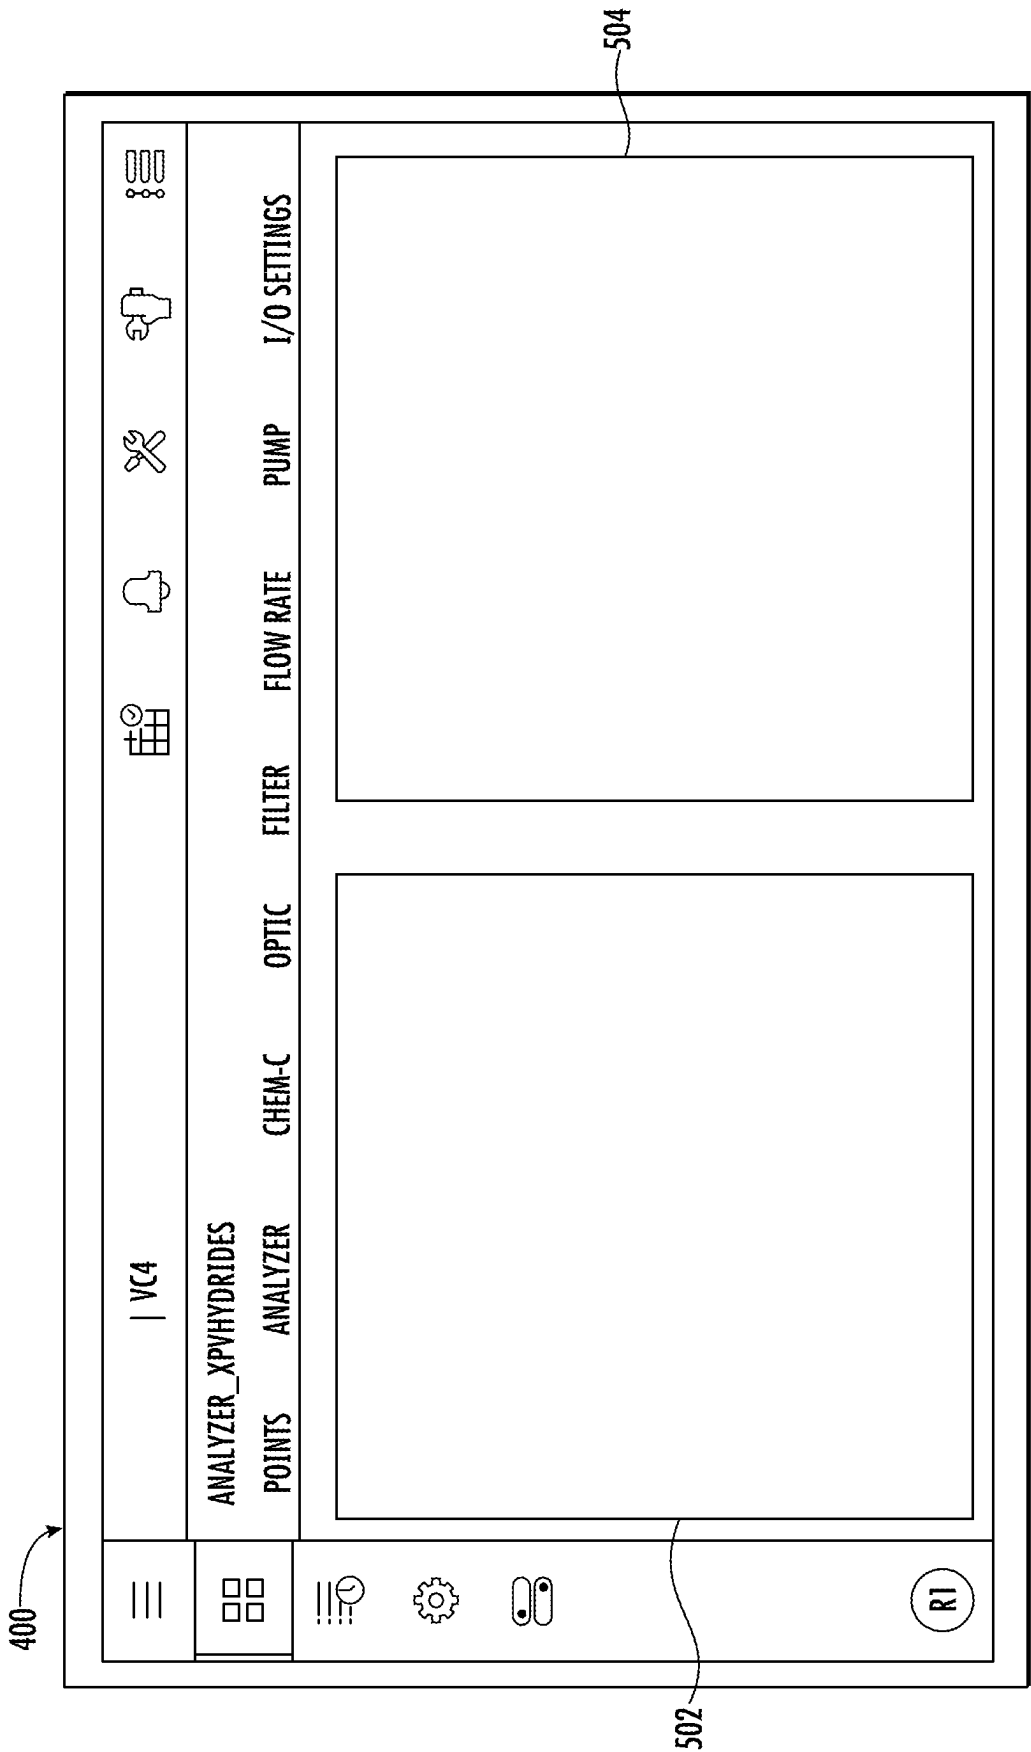 400
| VC4
ANALYZER_XPVHYDRIDES
POINTS ANALYZER CHEM-C OPTIC FILTER FLOW RATE PUMP I/O SETTINGS
R1
502
504